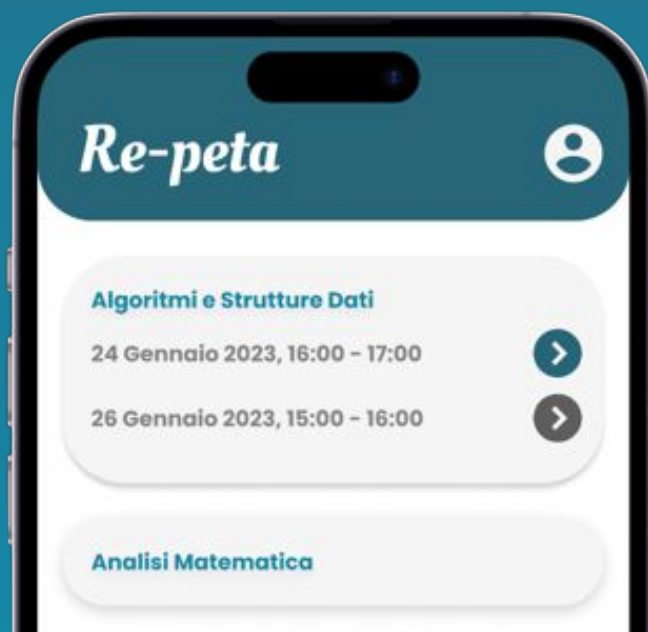 Re-peta
Algoritmi e Strutture Dati
24 Gennaio 2023, 16:00 - 17:00
26 Gennaio 2023, 15:00 - 16:00
Analisi Matematica